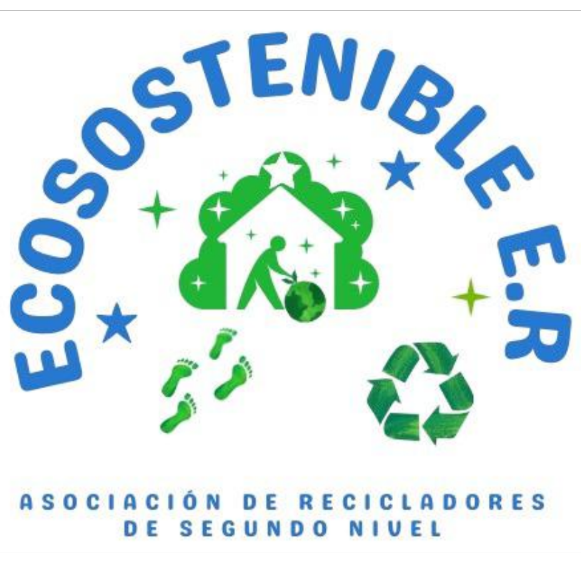 ECOSOSTENIBLE E.R
ASOCIACIÓN DE RECICLADORES
DE SEGUNDO NIVEL